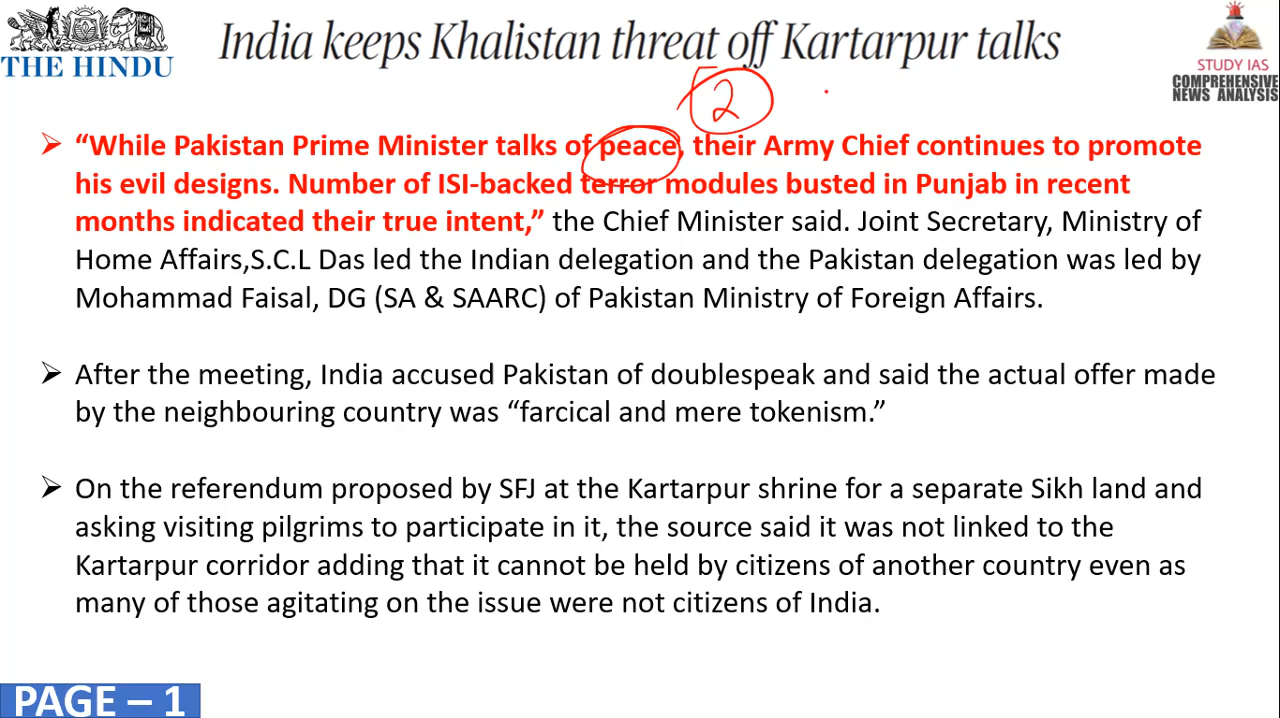 THE HINDU
India keeps Khalistan threat off Kartarpur talks
STUDY IAS
COMPREHENSIVE
NEWS ANALYSIS
2
➢ “While Pakistan Prime Minister talks of peace, their Army Chief continues to promote
his evil designs. Number of ISI-backed terror modules busted in Punjab in recent
months indicated their true intent,” the Chief Minister said. Joint Secretary, Ministry of
Home Affairs,S.C.L Das led the Indian delegation and the Pakistan delegation was led by
Mohammad Faisal, DG (SA & SAARC) of Pakistan Ministry of Foreign Affairs.
➢ After the meeting, India accused Pakistan of doublespeak and said the actual offer made
by the neighbouring country was “farcical and mere tokenism.”
➢ On the referendum proposed by SFJ at the Kartarpur shrine for a separate Sikh land and
asking visiting pilgrims to participate in it, the source said it was not linked to the
Kartarpur corridor adding that it cannot be held by citizens of another country even as
many of those agitating on the issue were not citizens of India.
PAGE – 1